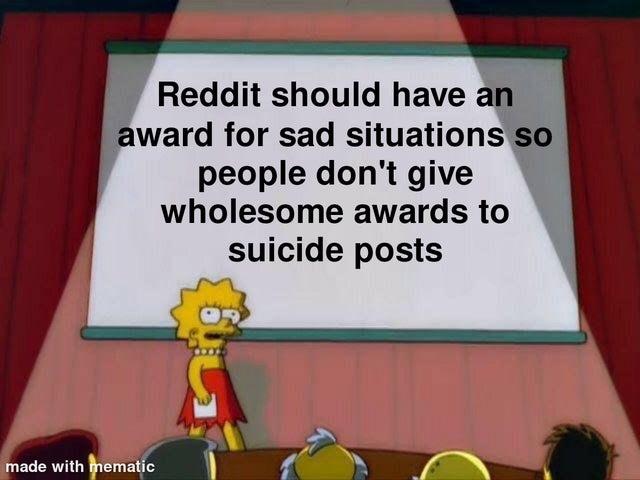 Reddit should have an
award for sad situations so
people don't give
wholesome awards to
suicide posts
made with mematic